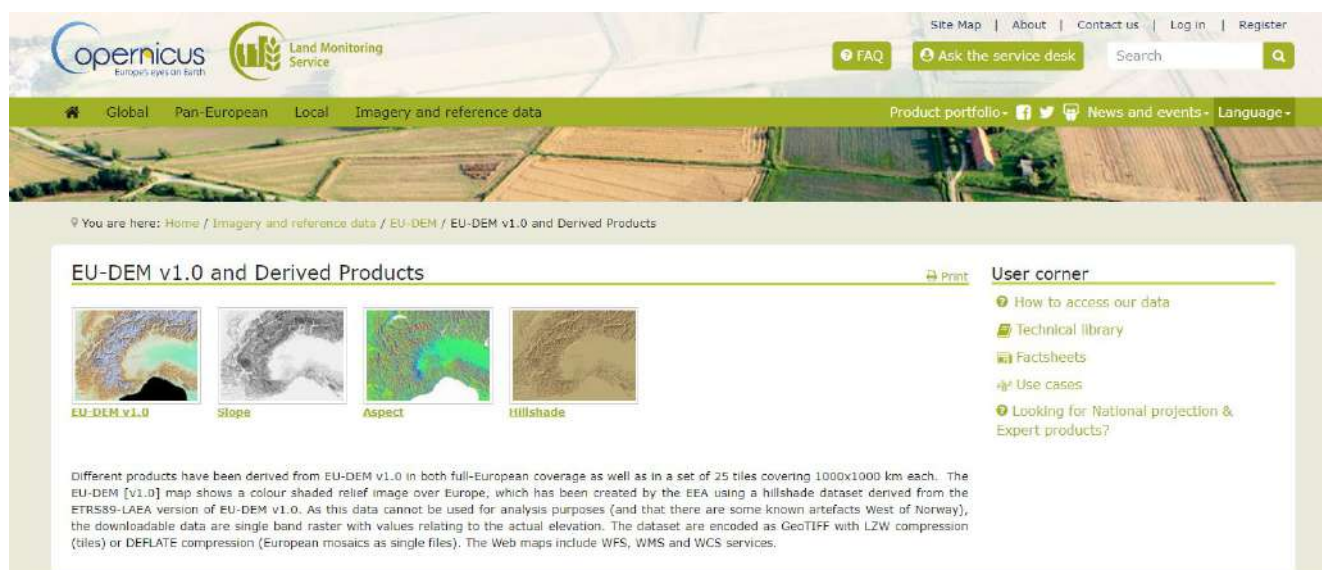 Site Map | About | Contact us | Log in | Register
opernicus
Europe's eyes on Earth
Land Monitoring
Service
FAQ
Ask the service desk
Search
Global Pan-European Local Imagery and reference data
Product portfolio News and events Language
You are here: Home / Imagery and reference data / EU-DEM / EU-DEM v1.0 and Derived Products
EU-DEM v1.0 and Derived Products
Print
EU-DEM v1.0 Slope Aspect Hillshade
Different products have been derived from EU-DEM v1.0 in both full-European coverage as well as in a set of 25 tiles covering 1000x1000 km each. The
EU-DEM [v1.0] map shows a colour shaded relief image over Europe, which has been created by the EEA using a hillshade dataset derived from the
ETRS89-LAEA version of EU-DEM v1.0. As this data cannot be used for analysis purposes (and that there are some known artefacts West of Norway),
the downloadable data are single band raster with values relating to the actual elevation. The dataset are encoded as GeoTIFF with LZW compression
(tiles) or DEFLATE compression (European mosaics as single files). The Web maps include WFS, WMS and WCS services.
User corner
How to access our data
Technical library
Factsheets
Use cases
Looking for National projection &
Expert products?